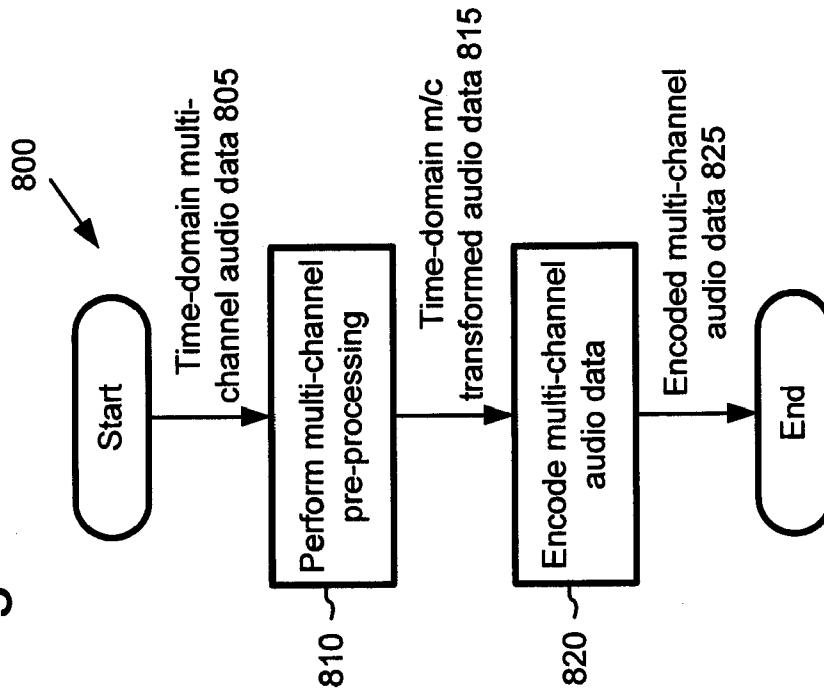 800
Start
Time-domain multi-
channel audio data 805
810
Perform multi-channel
pre-processing
Time-domain m/c
transformed audio data 815
820
Encode multi-channel
audio data
Encoded multi-channel
audio data 825
End